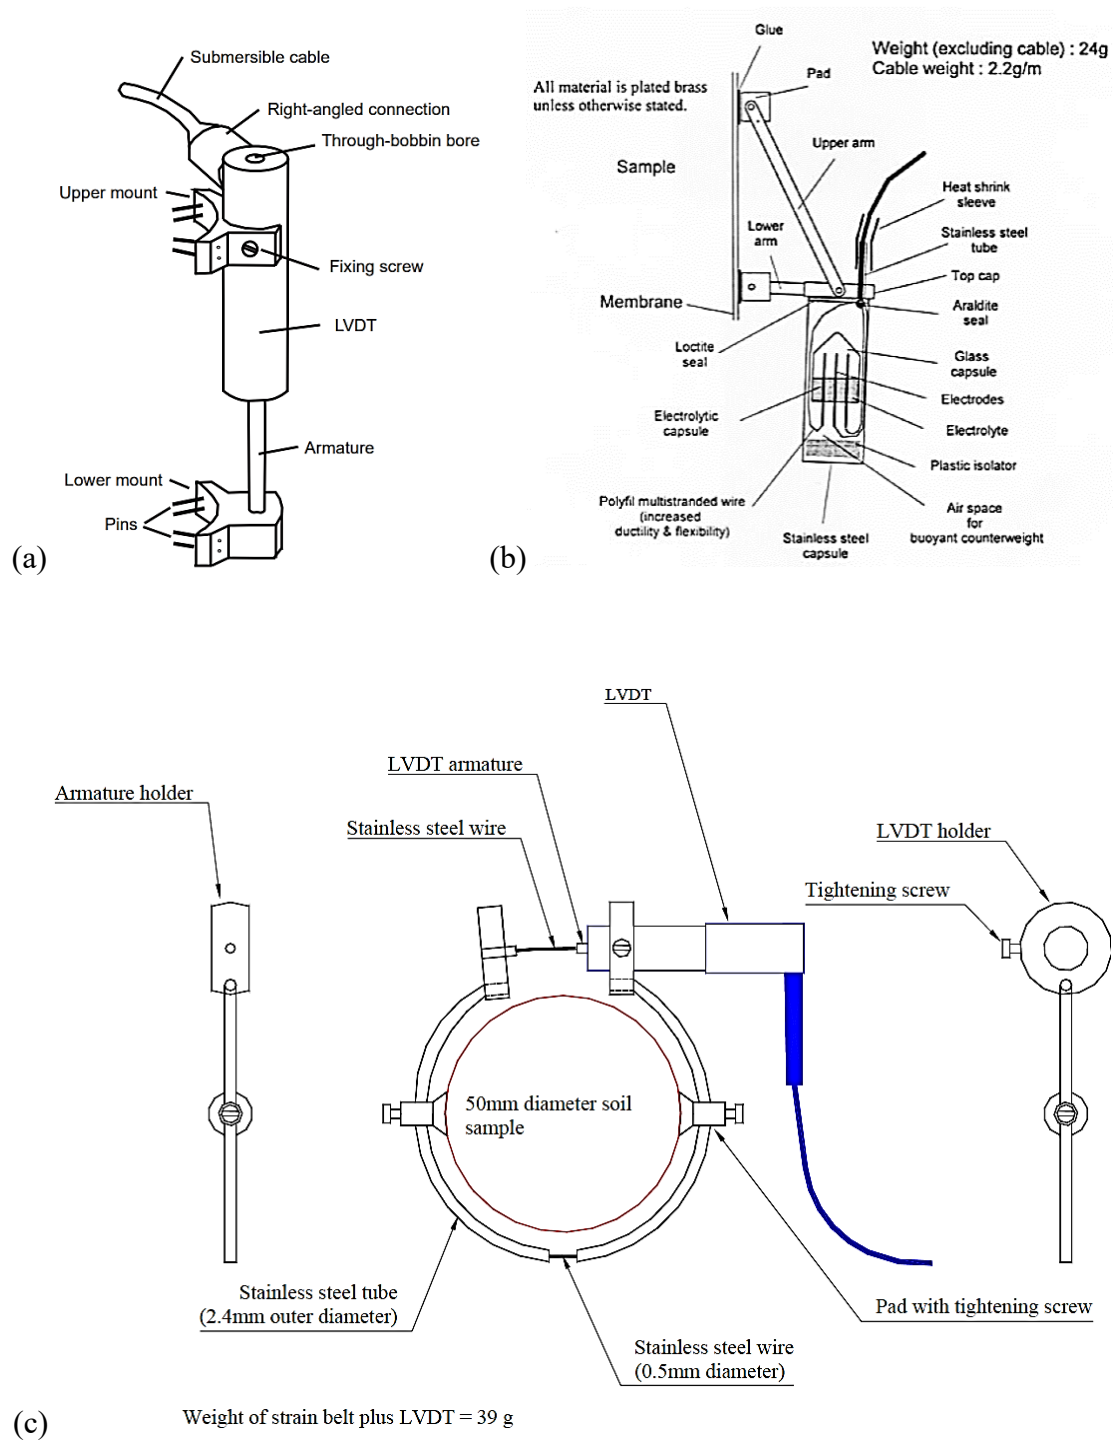 Submersible cable
Right-angled connection
Through-bobbin bore
Upper mount
Fixing screw
LVDT
Armature
Lower mount
Pins
(a)
Glue
Weight (excluding cable) : 24g
Cable weight : 2.2g/m
Pad
All material is plated brass
unless otherwise stated.
Upper arm
Sample
Heat shrink
sleeve
Lower
arm
Stainless steel
tube
Top cap
Membrane
Araldite
seal
Loctite
seal
Glass
capsule
Electrodes
Electrolytic
capsule
Electrolyte
Plastic isolator
Polyfil multistranded wire
(increased
ductility & flexibility)
Air space
for
buoyant counterweight
Stainless steel
capsule
(b)
LVDT
LVDT armature
Armature holder
Stainless steel wire
LVDT holder
Tightening screw
50mm diameter soil
sample
Stainless steel tube
(2.4mm outer diameter)
Pad with tightening screw
Stainless steel wire
(0.5mm diameter)
(c)
Weight of strain belt plus LVDT = 39 g